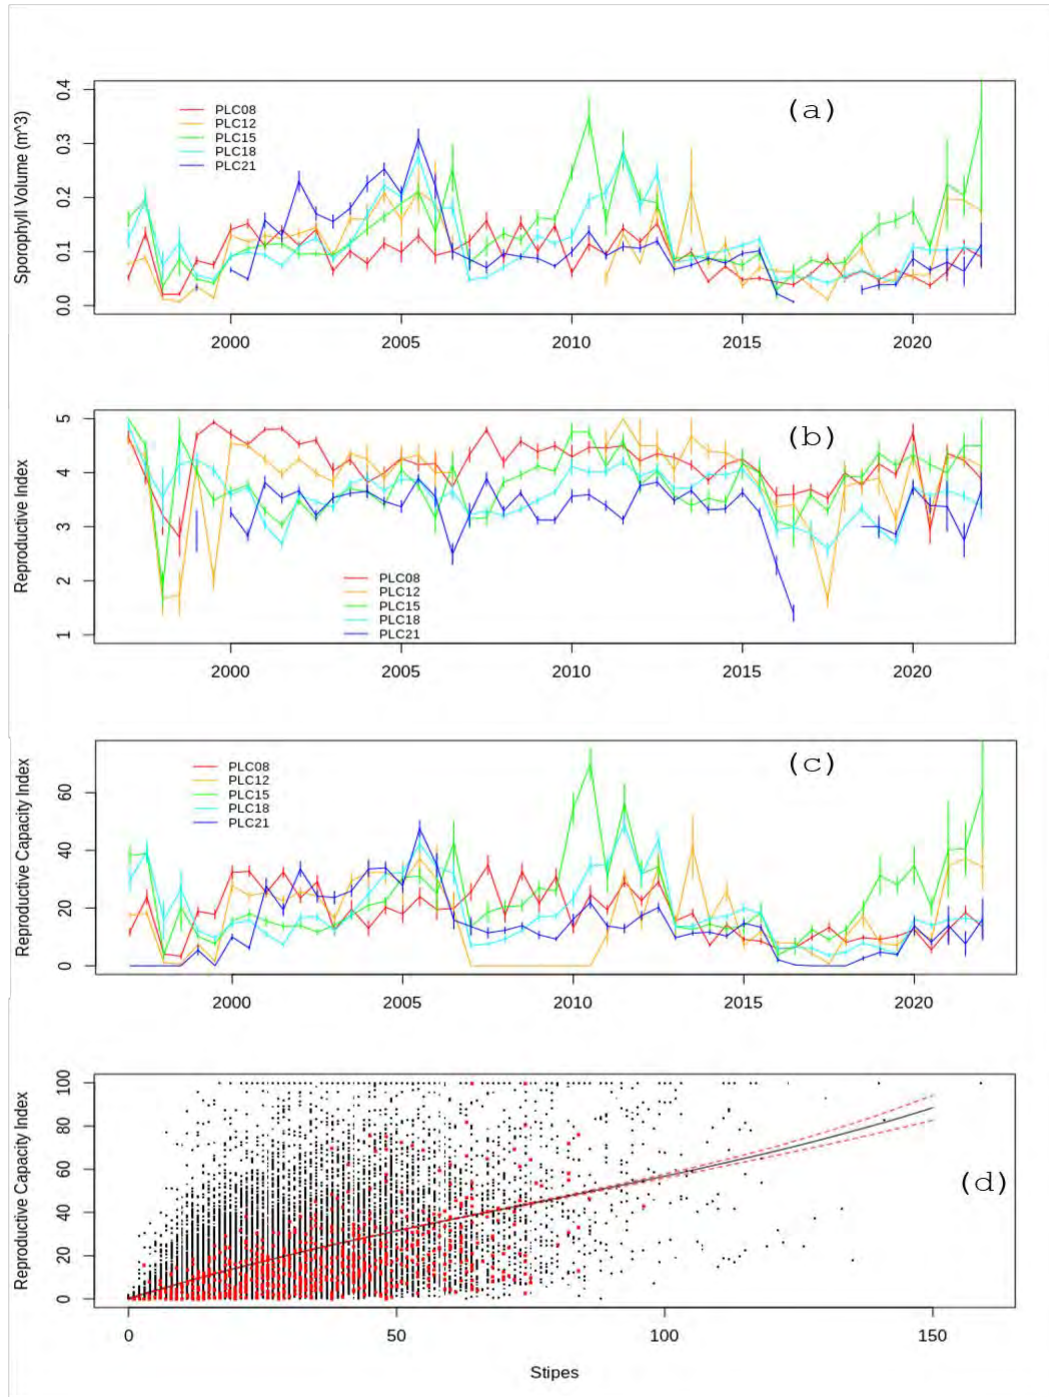 (a)
Sporophyll Volume (m^3)
0.4
0.3
0.2
0.1
0.0
PLC08
PLC12
PLC15
PLC18
PLC21
2000 2005 2010 2015 2020
(b)
Reproductive Index
5
4
3
2
1
PLC08
PLC12
PLC15
PLC18
PLC21
2000 2005 2010 2015 2020
(c)
Reproductive Capacity Index
60
40
20
0
PLC08
PLC12
PLC15
PLC18
PLC21
2000 2005 2010 2015 2020
(d)
Reproductive Capacity Index
100
80
60
40
20
0
0 50 100 150
Stipes